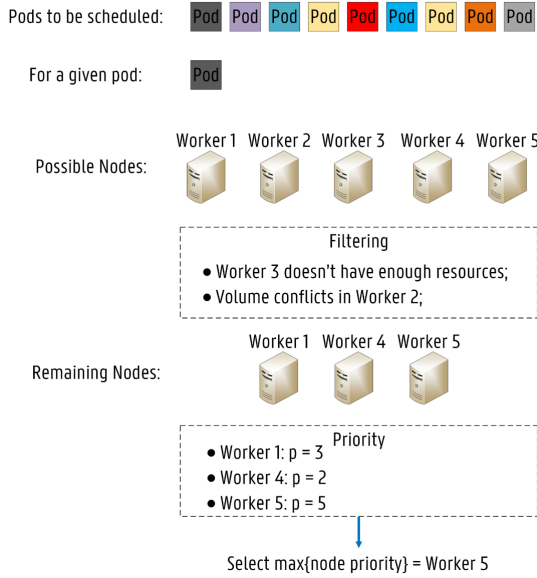 Pods to be scheduled: Pod Pod Pod Pod Pod Pod Pod Pod Pod
For a given pod: Pod
Worker 1 Worker 2 Worker 3 Worker 4 Worker 5
Possible Nodes:
Filtering
● Worker 3 doesn't have enough resources;
● Volume conflicts in Worker 2;
Worker 1 Worker 4 Worker 5
Remaining Nodes:
Priority
● Worker 1: p = 3
● Worker 4: p = 2
● Worker 5: p = 5
Select max{node priority} = Worker 5